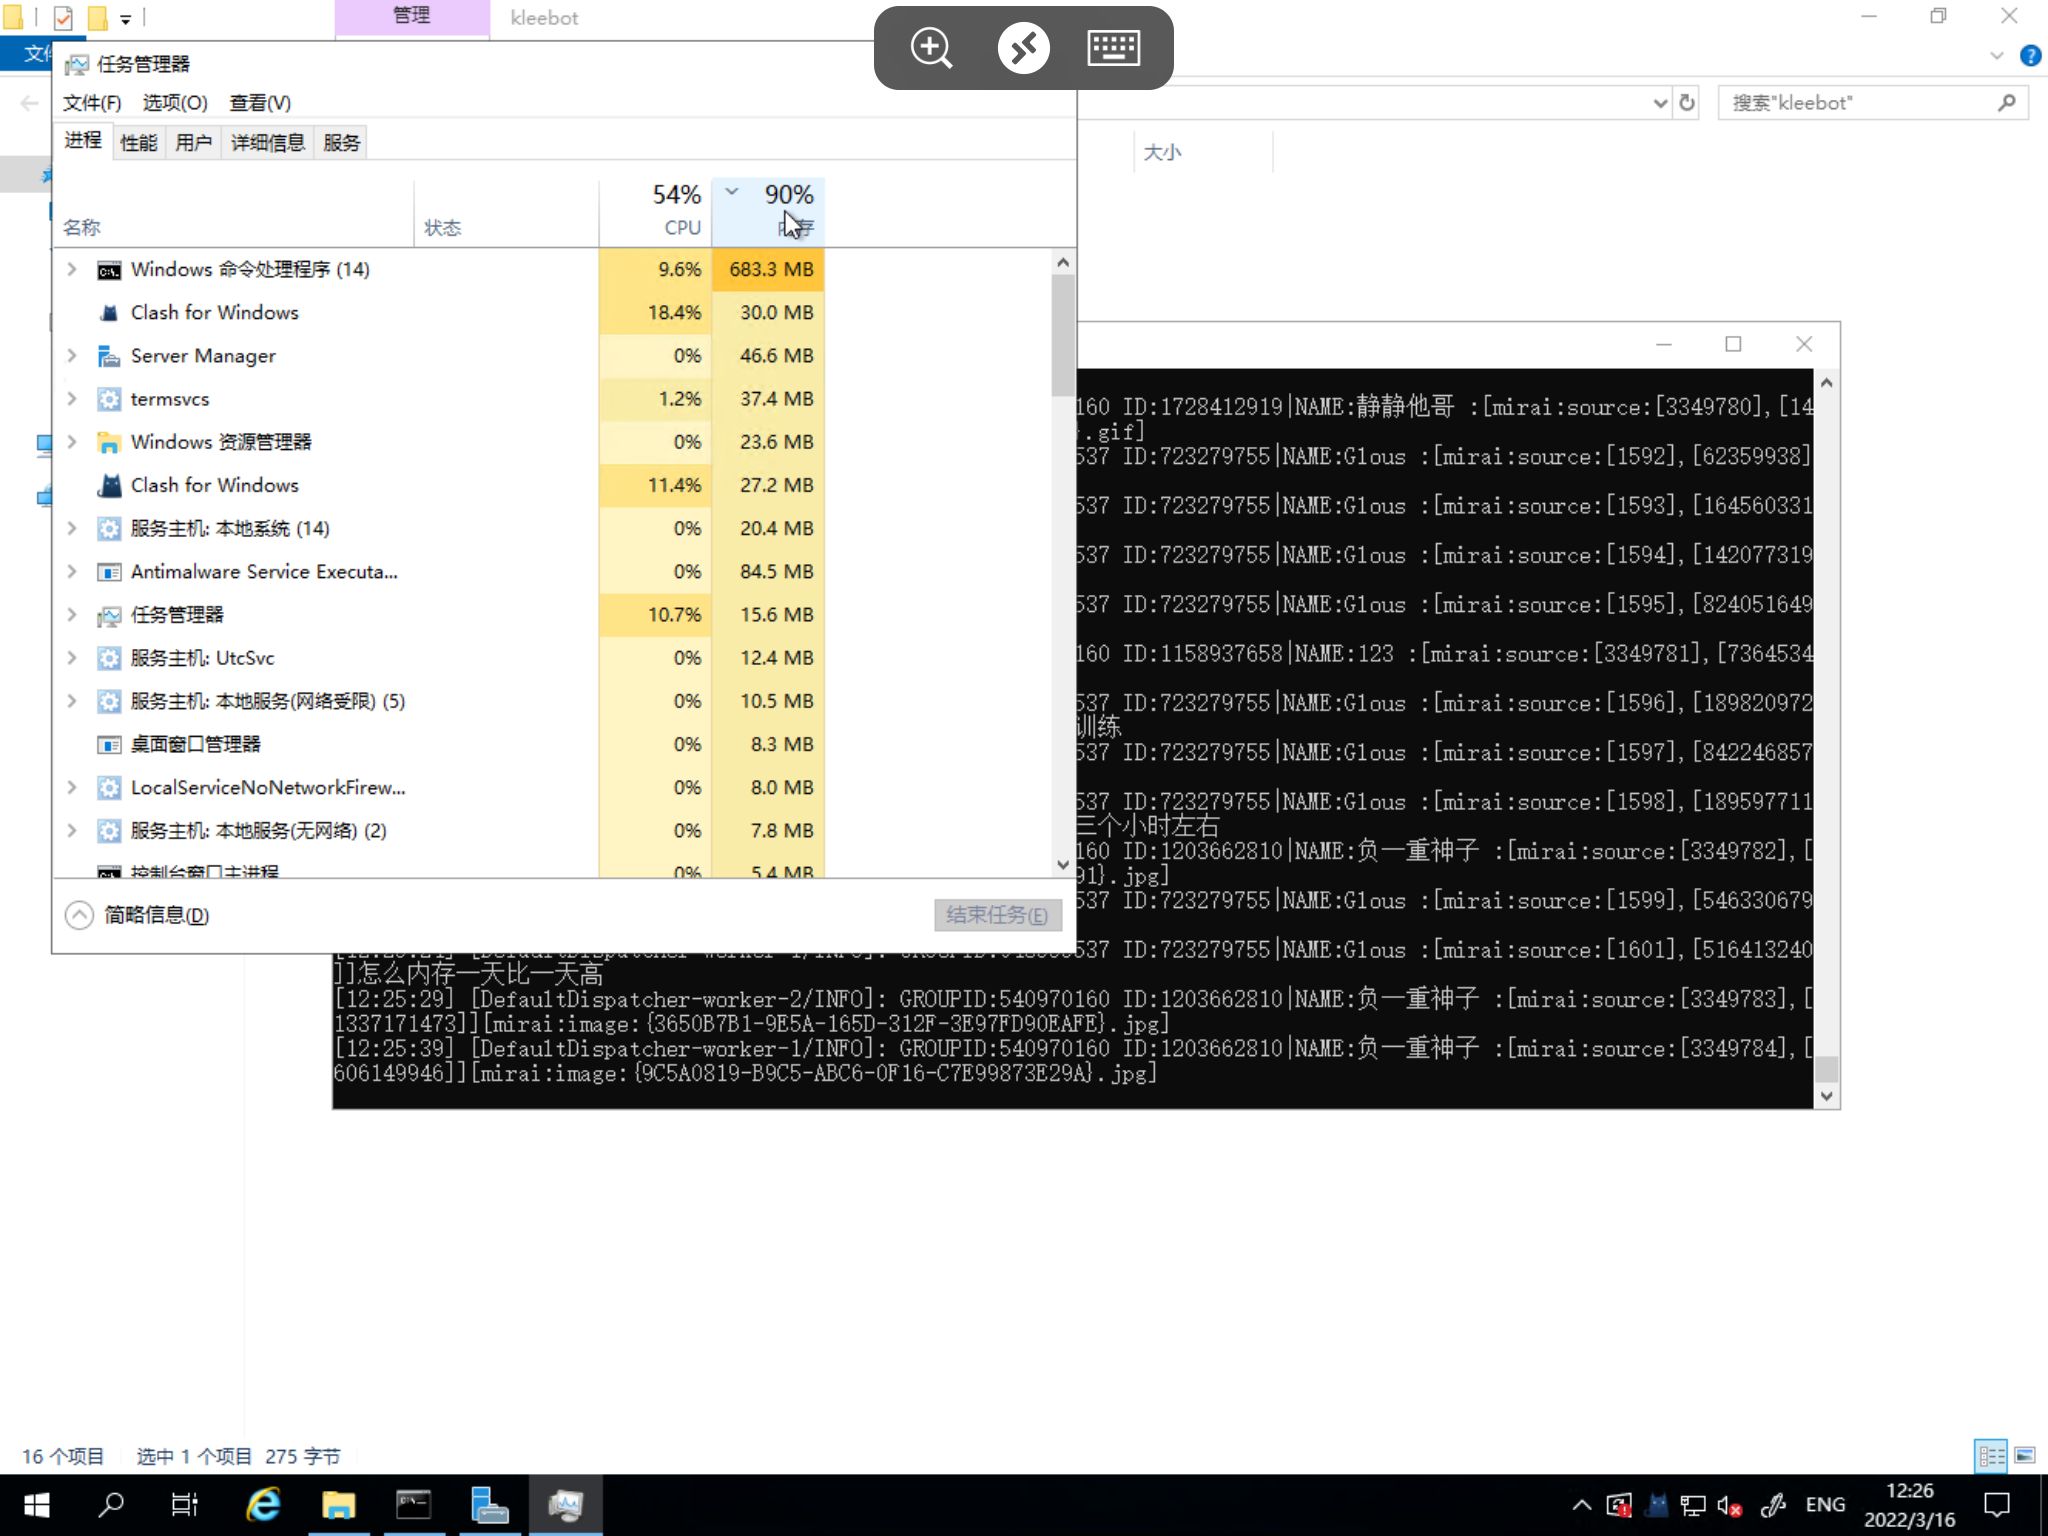 管理
kleebot
任务管理器
文件(F) 选项(O) 查看(V)
搜索"kleebot"
进程 性能 用户 详细信息 服务
大小
54% 90%
名称 状态 CPU
Windows 命令处理程序 (14) 9.6% 683.3 MB
Clash for Windows 18.4% 30.0 MB
Server Manager 0% 46.6 MB
termsvcs 1.2% 37.4 MB
Windows 资源管理器 0% 23.6 MB
Clash for Windows 11.4% 27.2 MB
服务主机: 本地系统 (14) 0% 20.4 MB
Antimalware Service Executa... 0% 84.5 MB
任务管理器 10.7% 15.6 MB
服务主机: UtcSvc 0% 12.4 MB
服务主机: 本地服务(网络受限) (5) 0% 10.5 MB
桌面窗口管理器 0% 8.3 MB
LocalServiceNoNetworkFirew... 0% 8.0 MB
服务主机: 本地服务(无网络) (2) 0% 7.8 MB
控制台窗口主进程 0% 5.4 MB
简略信息(D) 结束任务(E)
160 ID:1728412919|NAME:静静他哥 :[mirai:source:[3349780],[14
.gif]
537 ID:723279755|NAME:Glous :[mirai:source:[1592],[62359938]
537 ID:723279755|NAME:Glous :[mirai:source:[1593],[164560331
537 ID:723279755|NAME:Glous :[mirai:source:[1594],[142077319
537 ID:723279755|NAME:Glous :[mirai:source:[1595],[824051649
160 ID:1158937658|NAME:123 :[mirai:source:[3349781],[7364534
537 ID:723279755|NAME:Glous :[mirai:source:[1596],[189820972
训练
537 ID:723279755|NAME:Glous :[mirai:source:[1597],[842246857
537 ID:723279755|NAME:Glous :[mirai:source:[1598],[189597711
三个小时左右
160 ID:1203662810|NAME:负一重神子 :[mirai:source:[3349782],[
91}.jpg]
537 ID:723279755|NAME:Glous :[mirai:source:[1599],[546330679
537 ID:723279755|NAME:Glous :[mirai:source:[1601],[516413240
]]怎么内存一天比一天高
[12:25:29] [DefaultDispatcher-worker-2/INFO]: GROUPID:540970160 ID:1203662810|NAME:负一重神子 :[mirai:source:[3349783],[
1337171473]][mirai:image:{3650B7B1-9E5A-165D-312F-3E97FD90EAFE}.jpg]
[12:25:39] [DefaultDispatcher-worker-1/INFO]: GROUPID:540970160 ID:1203662810|NAME:负一重神子 :[mirai:source:[3349784],[
606149946]][mirai:image:{9C5A0819-B9C5-ABC6-0F16-C7E99873E29A}.jpg]
16 个项目 选中 1 个项目 275 字节
ENG
12:26
2022/3/16